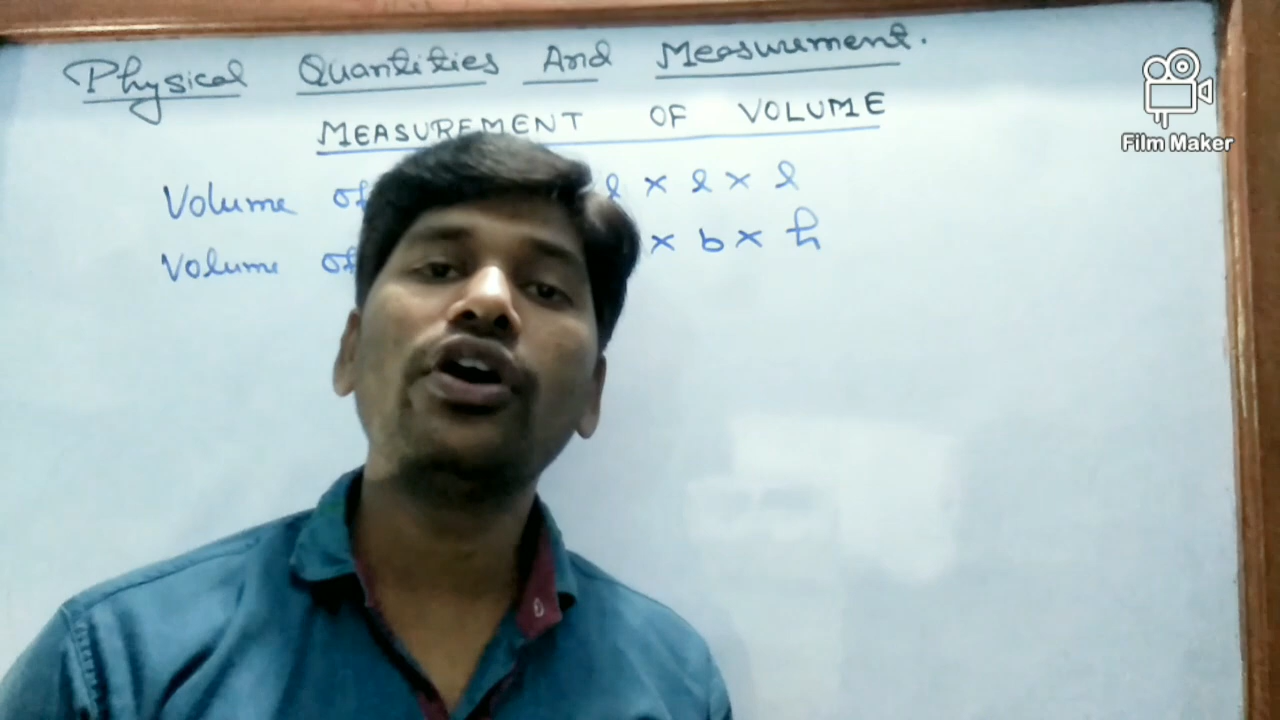 Physical Quantities And Measurement.
MEASUREMENT OF VOLUME
Volume of l × l × l
Volume of × b × h
Film Maker